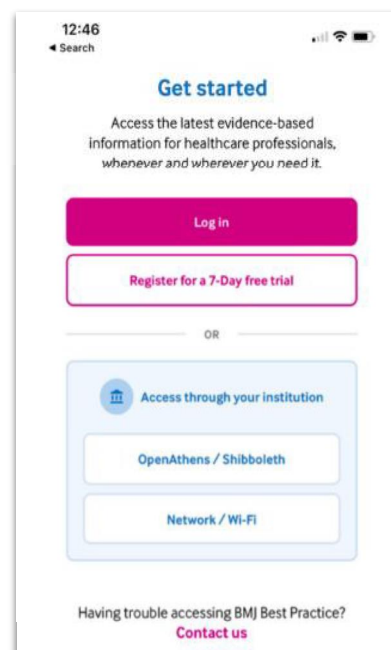 12:46
◀ Search
Get started
Access the latest evidence-based
information for healthcare professionals,
whenever and wherever you need it.
Log in
Register for a 7-Day free trial
OR
Access through your institution
OpenAthens / Shibboleth
Network / Wi-Fi
Having trouble accessing BMJ Best Practice?
Contact us